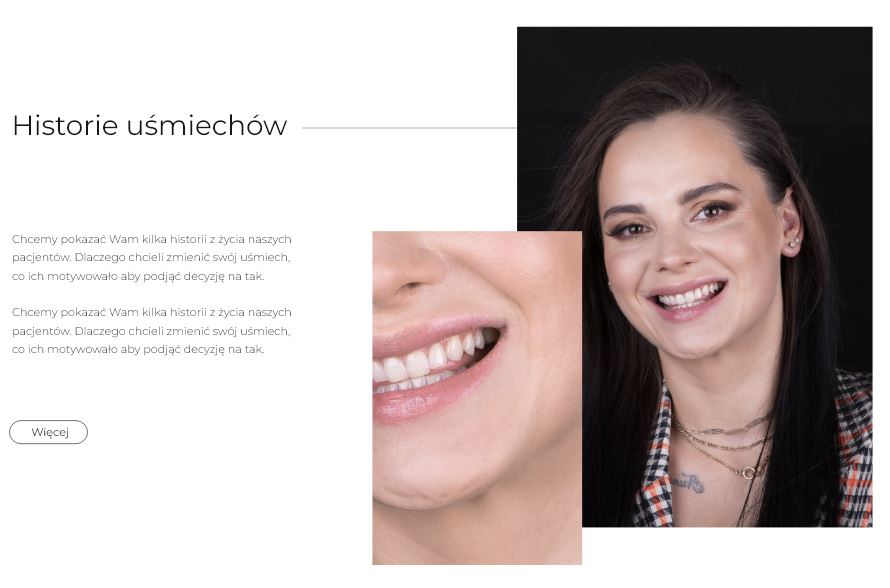 Historie uśmiechów
Chcemy pokazać Wam kilka historii z życia naszych
pacjentów. Dlaczego chcieli zmienić swój uśmiech,
co ich motywowało aby podjąć decyzję na tak.
Chcemy pokazać Wam kilka historii z życia naszych
pacjentów. Dlaczego chcieli zmienić swój uśmiech,
co ich motywowało aby podjąć decyzję na tak.
Więcej